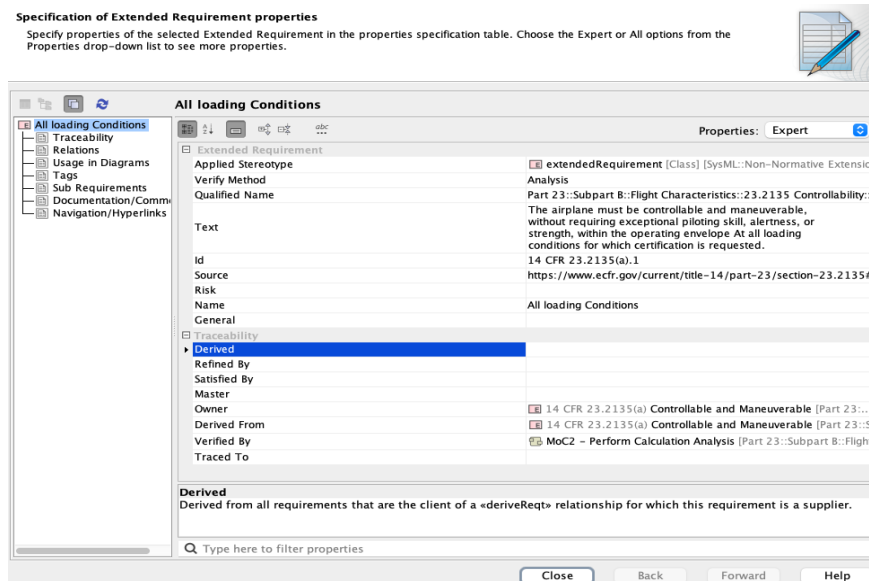 Specification of Extended Requirement properties
Specify properties of the selected Extended Requirement in the properties specification table. Choose the Expert or All options from the
Properties drop-down list to see more properties.
All loading Conditions
Traceability
Relations
Usage in Diagrams
Tags
Sub Requirements
Documentation/Comme
Navigation/Hyperlinks
All loading Conditions
Properties: Expert
Extended Requirement
Applied Stereotype extendedRequirement [Class] [SysML::Non-Normative Extensio
Verify Method Analysis
Qualified Name Part 23::Subpart B::Flight Characteristics::23.2135 Controllability:
Text
The airplane must be controllable and maneuverable,
without requiring exceptional piloting skill, alertness, or
strength, within the operating envelope At all loading
conditions for which certification is requested.
Id 14 CFR 23.2135(a).1
Source https://www.ecfr.gov/current/title-14/part-23/section-23.2135#
Risk
Name All loading Conditions
General
Traceability
Derived
Refined By
Satisfied By
Master
Owner E 14 CFR 23.2135(a) Controllable and Maneuverable [Part 23:...
Derived From E 14 CFR 23.2135(a) Controllable and Maneuverable [Part 23::S
Verified By MoC2 - Perform Calculation Analysis [Part 23::Subpart B::Fligh
Traced To
Derived
Derived from all requirements that are the client of a «deriveReqt» relationship for which this requirement is a supplier.
Type here to filter properties
Close Back Forward Help